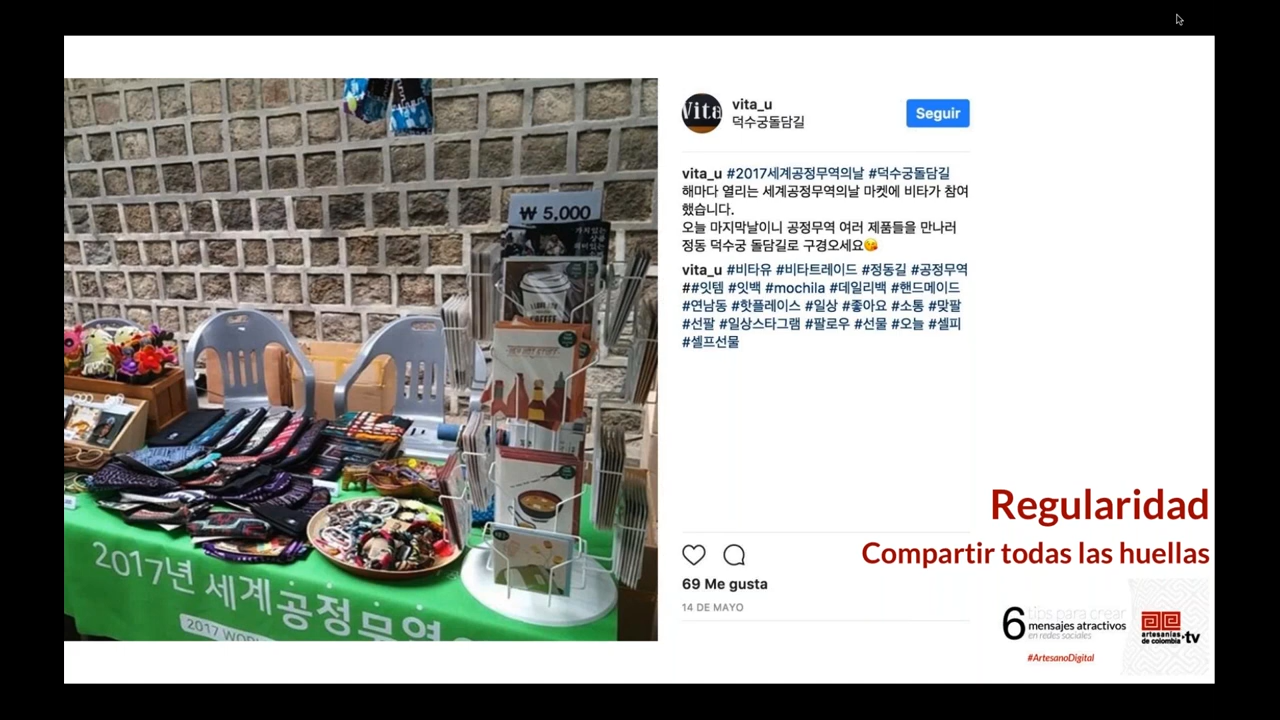 ₩ 5,000
가치있는
상품
COFFEE
2017년 세계공정무역
2017 WOR
Vita
vita_u
덕수궁돌담길
Seguir
vita_u #2017세계공정무역의날 #덕수궁돌담길
해마다 열리는 세계공정무역의날 마켓에 비타가 참여
했습니다.
오늘 마지막날이니 공정무역 여러 제품들을 만나러
정동 덕수궁 돌담길로 구경오세요😘
vita_u #비타유 #비타트레이드 #정동길 #공정무역
##잇템 #잇백 #mochila #데일리백 #핸드메이드
#연남동 #핫플레이스 #일상 #좋아요 #소통 #맞팔
#선팔 #일상스타그램 #팔로우 #선물 #오늘 #셀피
#셀프선물
69 Me gusta
14 DE MAYO
Regularidad
Compartir todas las huellas
6 tips para crear
mensajes atractivos
en redes sociales
#ArtesanoDigital
artesanías
de colombia .tv